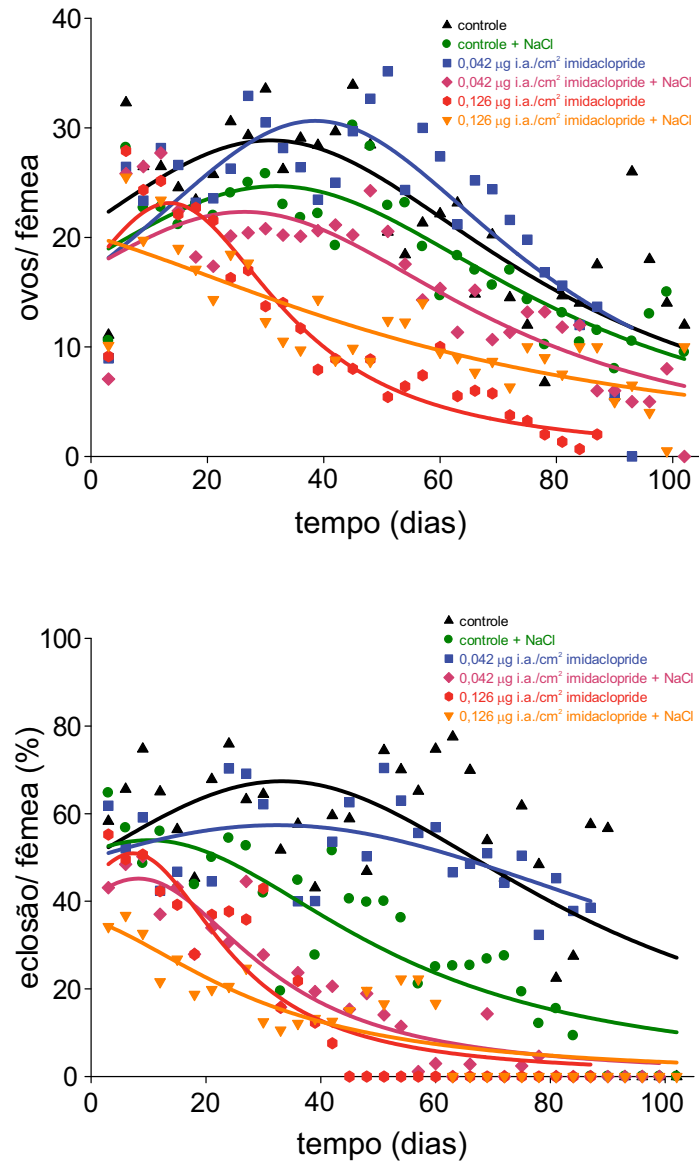 controle
controle + NaCl
0,042 µg i.a./cm² imidaclopride
0,042 µg i.a./cm² imidaclopride + NaCl
0,126 µg i.a./cm² imidaclopride
0,126 µg i.a./cm² imidaclopride + NaCl
ovos/ fêmea
40
30
20
10
0
0 20 40 60 80 100
tempo (dias)
controle
controle + NaCl
0,042 µg i.a./cm² imidaclopride
0,042 µg i.a./cm² imidaclopride + NaCl
0,126 µg i.a./cm² imidaclopride
0,126 µg i.a./cm² imidaclopride + NaCl
eclosão/ fêmea (%)
100
80
60
40
20
0
0 20 40 60 80 100
tempo (dias)